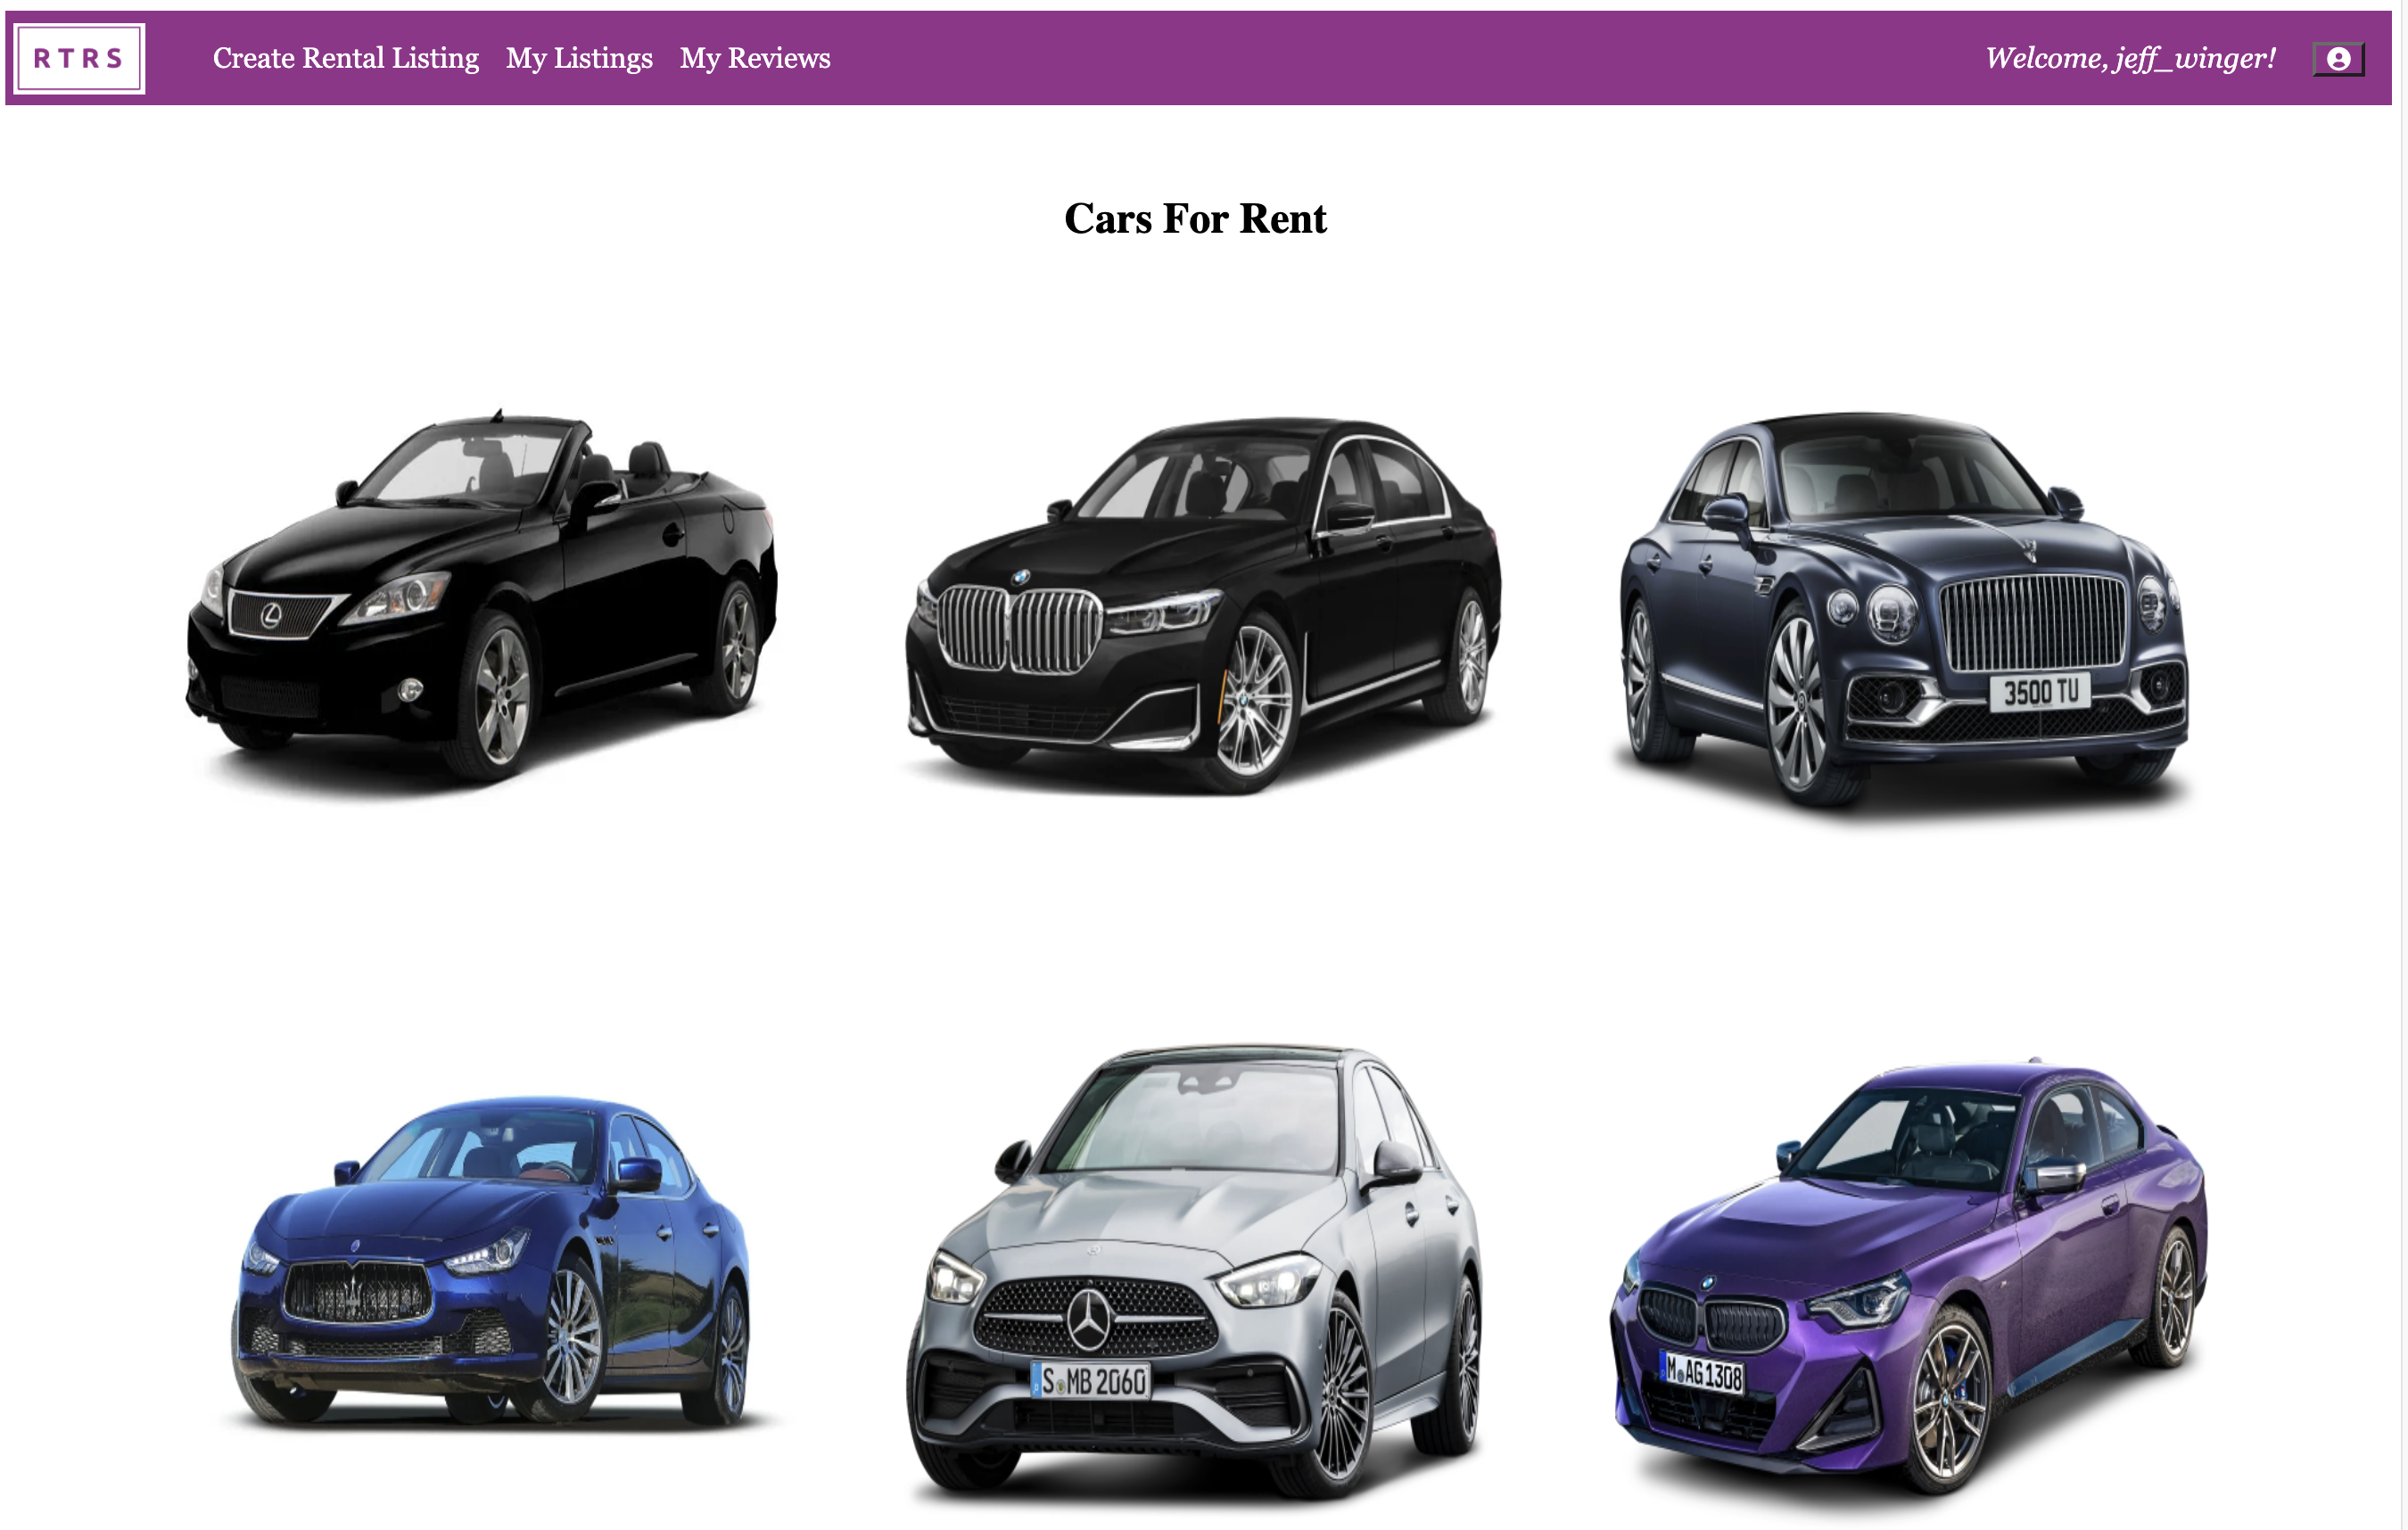 RTRS
Create Rental Listing
My Listings
My Reviews
Welcome, jeff_winger!
Cars For Rent
3500 TU
S MB 2060
M AG 1308